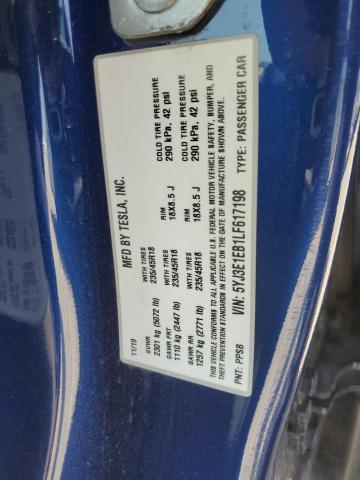 MFD BY TESLA, INC.
11/19
GVWR
2301 kg (5072 lb)
GAWR FRT
1110 kg (2447 lb)
WITH TIRES
235/45R18
RIM
18X8.5 J
COLD TIRE PRESSURE
290 kPa, 42 psi
GAWR RR
1257 kg (2771 lb)
WITH TIRES
235/45R18
RIM
18X8.5 J
COLD TIRE PRESSURE
290 kPa, 42 psi
THIS VEHICLE CONFORMS TO ALL APPLICABLE U.S. FEDERAL MOTOR VEHICLE SAFETY, BUMPER, AND
THEFT PREVENTION STANDARDS IN EFFECT ON THE DATE OF MANUFACTURE SHOWN ABOVE.
VIN: 5YJ3E1EB1LF617198 TYPE: PASSENGER CAR
PNT: PPSB